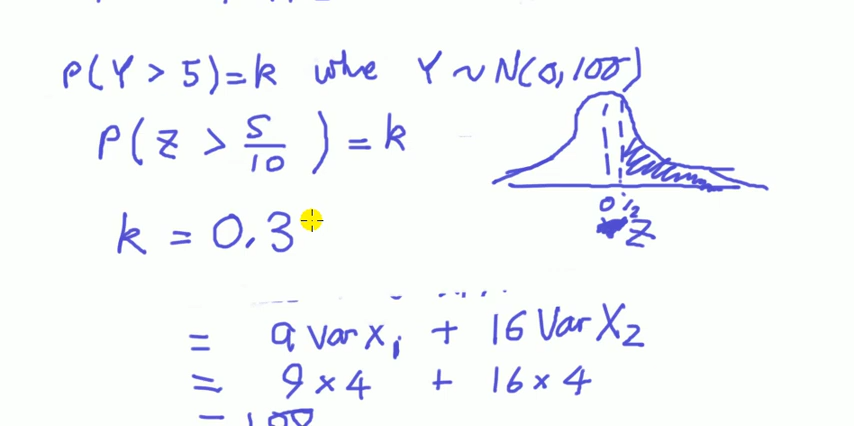 P(Y > 5) = k whe Y ~ N(0, 100)
P(Z > 5/10) = k
0 1/2
Z
k = 0.3
= 9 Var X1 + 16 Var X2
= 9 x 4 + 16 x 4
= 100